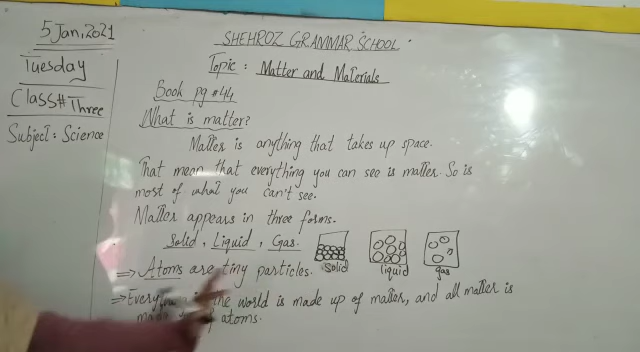 5 Jan, 2021
Tuesday
Class # Three
Subject : Science
SHEHROZ GRAMMAR SCHOOL.
Topic : Matter and Materials
Book pg # 44
What is matter?
Matter is anything that takes up space.
That mean that everything you can see is matter. So is
most of what you can't see.
Matter appears in three forms.
Solid, Liquid, Gas.
solid
liquid
gas
⇒ Atoms are tiny particles.
⇒ Every the world is made up of matter, and all matter is
made of atoms.